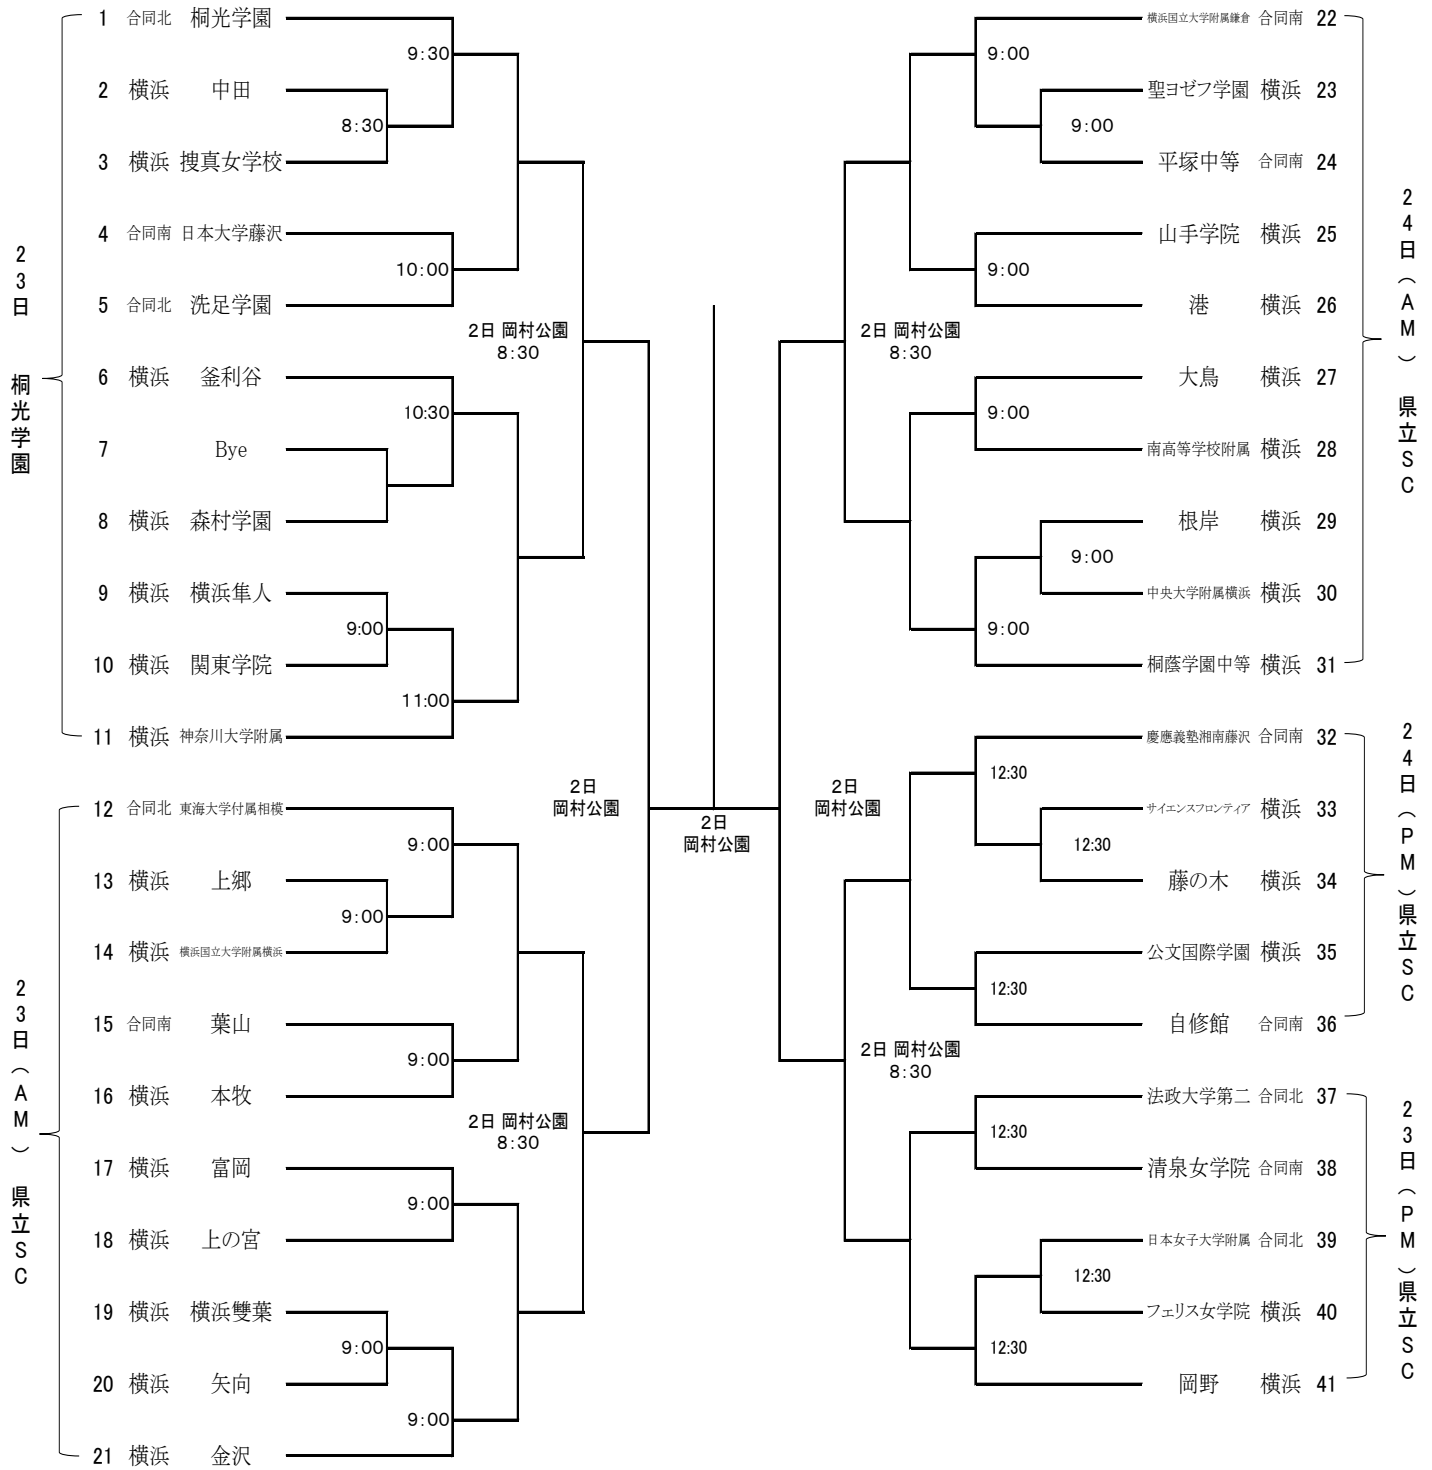 1 合同北 桐光学園
9:30
2 横浜 中田
8:30
3 横浜 捜真女学校
4 合同南 日本大学藤沢
10:00
5 合同北 洗足学園
2日 岡村公園
8:30
6 横浜 釜利谷
10:30
7 Bye
8 横浜 森村学園
9 横浜 横浜隼人
9:00
10 横浜 関東学院
11:00
11 横浜 神奈川大学附属
23日 桐光学園
2日
岡村公園
12 合同北 東海大学付属相模
9:00
13 横浜 上郷
9:00
14 横浜 横浜国立大学附属横浜
15 合同南 葉山
9:00
16 横浜 本牧
2日 岡村公園
8:30
17 横浜 富岡
9:00
18 横浜 上の宮
19 横浜 横浜雙葉
9:00
20 横浜 矢向
9:00
21 横浜 金沢
23日(AM) 県立SC
2日
岡村公園
横浜国立大学附属鎌倉 合同南 22
9:00
聖ヨゼフ学園 横浜 23
9:00
平塚中等 合同南 24
山手学院 横浜 25
9:00
港 横浜 26
2日 岡村公園
8:30
大鳥 横浜 27
9:00
南高等学校附属 横浜 28
根岸 横浜 29
9:00
中央大学附属横浜 横浜 30
9:00
桐蔭学園中等 横浜 31
24日(AM) 県立SC
2日
岡村公園
慶應義塾湘南藤沢 合同南 32
12:30
サイエンスフロンティア 横浜 33
12:30
藤の木 横浜 34
公文国際学園 横浜 35
12:30
自修館 合同南 36
24日(PM)県立SC
2日 岡村公園
8:30
法政大学第二 合同北 37
12:30
清泉女学院 合同南 38
日本女子大学附属 合同北 39
12:30
フェリス女学院 横浜 40
12:30
岡野 横浜 41
23日(PM)県立SC